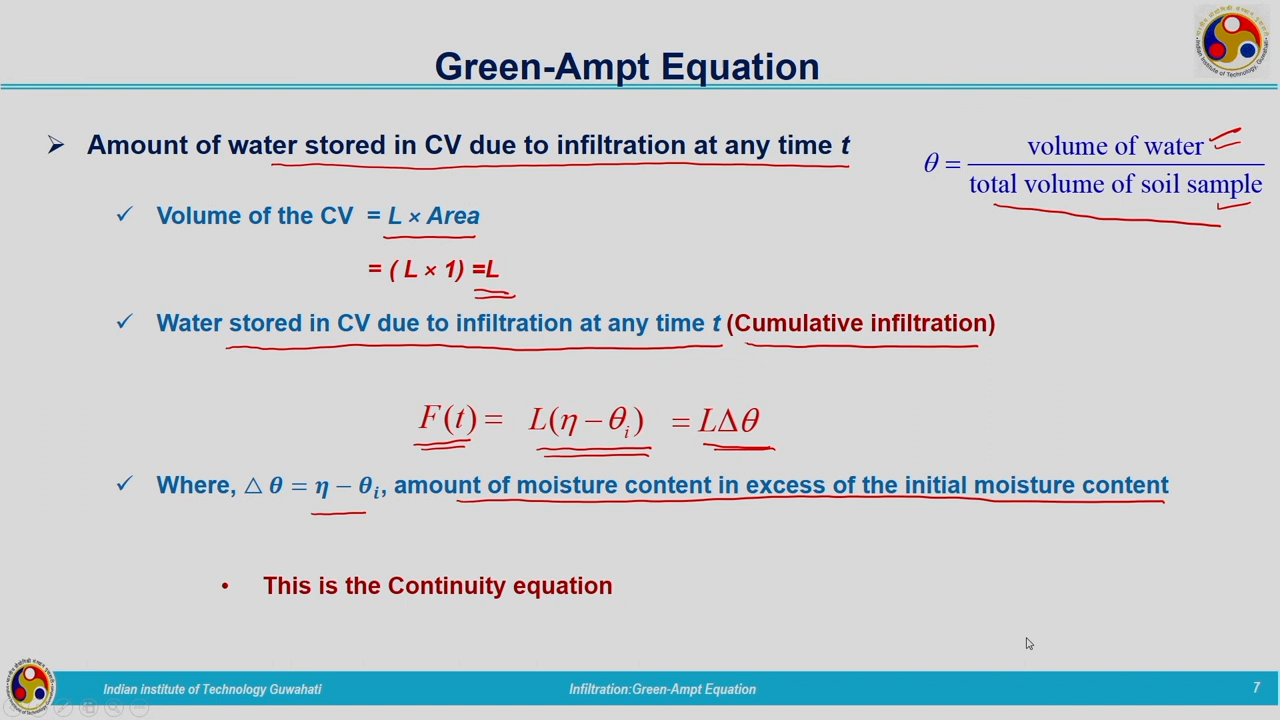 Green-Ampt Equation
Amount of water stored in CV due to infiltration at any time t
θ = volume of water / total volume of soil sample
Volume of the CV = L × Area
= ( L × 1) =L
Water stored in CV due to infiltration at any time t (Cumulative infiltration)
F(t) = L(η − θi) = LΔθ
Where, △ θ = η − θi, amount of moisture content in excess of the initial moisture content
This is the Continuity equation
Indian institute of Technology Guwahati
Infiltration:Green-Ampt Equation
7